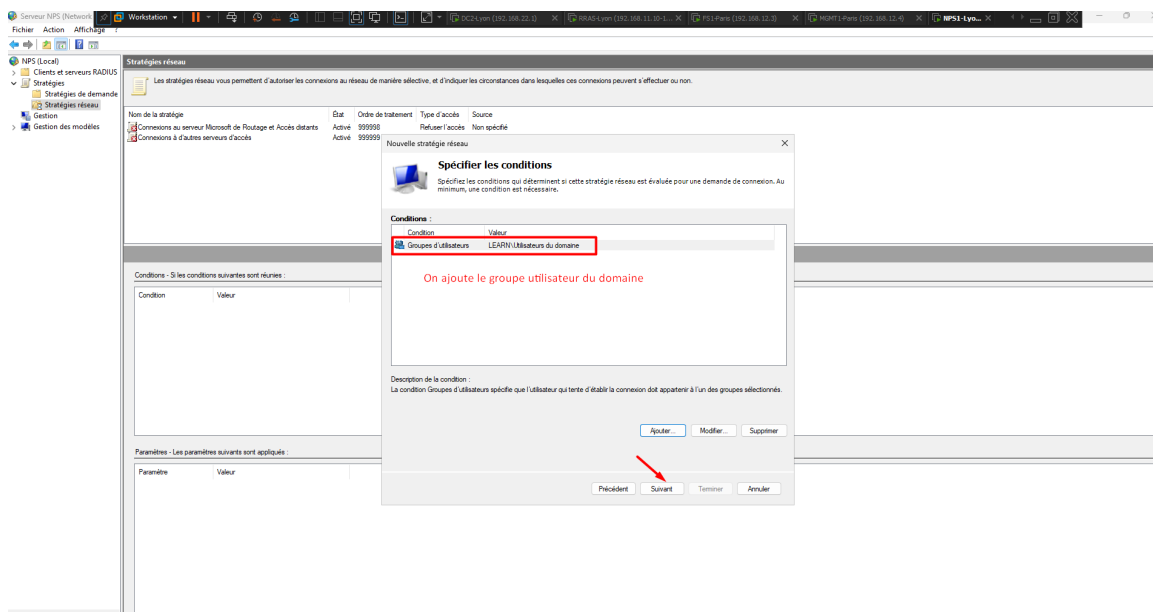 Serveur NPS (Network
Workstation
DC2-Lyon (192.168.22.1)
RRAS-Lyon (192.168.11.10-1...
FS1-Paris (192.168.12.3)
MGMT1-Paris (192.168.12.4)
NPS1-Lyo...
Fichier Action Affichage ?
NPS (Local)
Clients et serveurs RADIUS
Stratégies
Stratégies de demande
Stratégies réseau
Gestion
Gestion des modèles
Stratégies réseau
Les stratégies réseau vous permettent d'autoriser les connexions au réseau de manière sélective, et d'indiquer les circonstances dans lesquelles ces connexions peuvent s'effectuer ou non.
Nom de la stratégie État Ordre de traitement Type d'accès Source
Connexions au serveur Microsoft de Routage et Accès distants Activé 999998 Refuser l'accès Non spécifié
Connexions à d'autres serveurs d'accès Activé 999999
Conditions - Si les conditions suivantes sont réunies :
Condition Valeur
Paramètres - Les paramètres suivants sont appliqués :
Paramètre Valeur
Nouvelle stratégie réseau
Spécifier les conditions
Spécifiez les conditions qui déterminent si cette stratégie réseau est évaluée pour une demande de connexion. Au
minimum, une condition est nécessaire.
Conditions :
Condition Valeur
Groupes d'utilisateurs LEARN\Utilisateurs du domaine
On ajoute le groupe utilisateur du domaine
Description de la condition :
La condition Groupes d'utilisateurs spécifie que l'utilisateur qui tente d'établir la connexion doit appartenir à l'un des groupes sélectionnés.
Ajouter... Modifier... Supprimer
Précédent Suivant Terminer Annuler